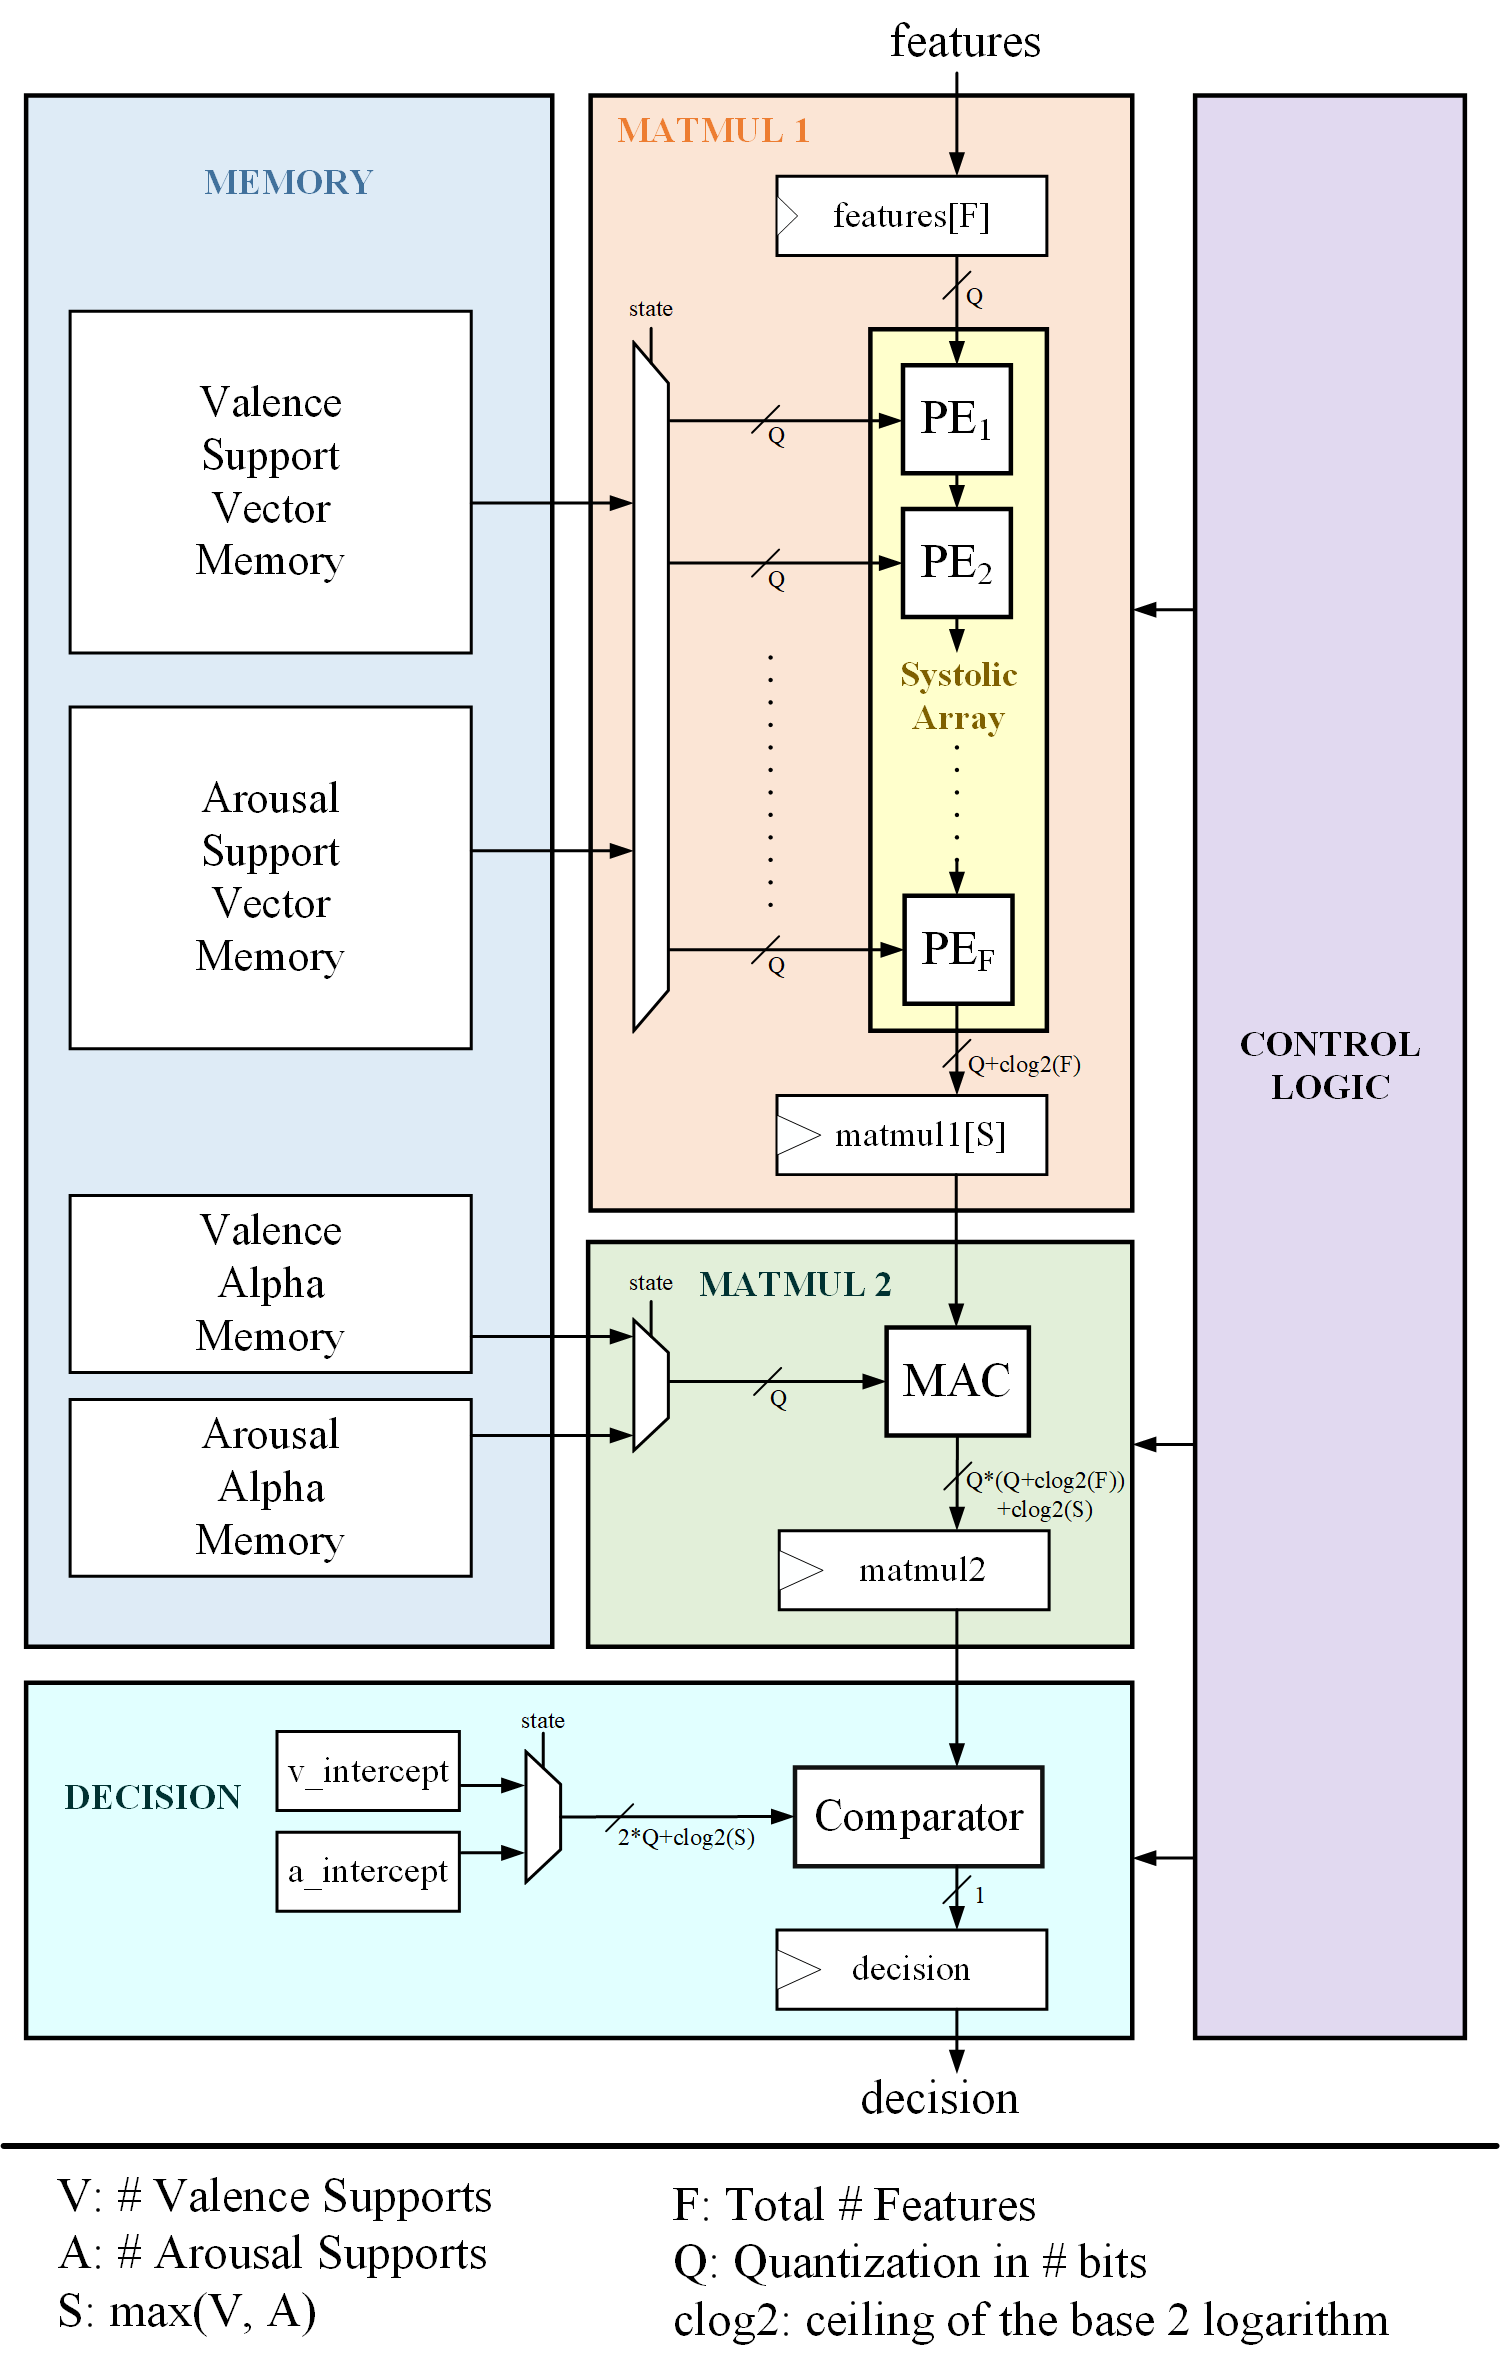 features
MATMUL 1
MEMORY
features[F]
Q
state
Valence
Support
Vector
Memory
Q
PE1
Q
PE2
Systolic
Array
Arousal
Support
Vector
Memory
Q
PEF
Q+clog2(F)
matmul1[S]
CONTROL
LOGIC
Valence
Alpha
Memory
state
MATMUL 2
Q
MAC
Arousal
Alpha
Memory
Q*(Q+clog2(F))
+clog2(S)
matmul2
DECISION
v_intercept
a_intercept
state
2*Q+clog2(S)
Comparator
1
decision
decision
V: # Valence Supports
A: # Arousal Supports
S: max(V, A)
F: Total # Features
Q: Quantization in # bits
clog2: ceiling of the base 2 logarithm